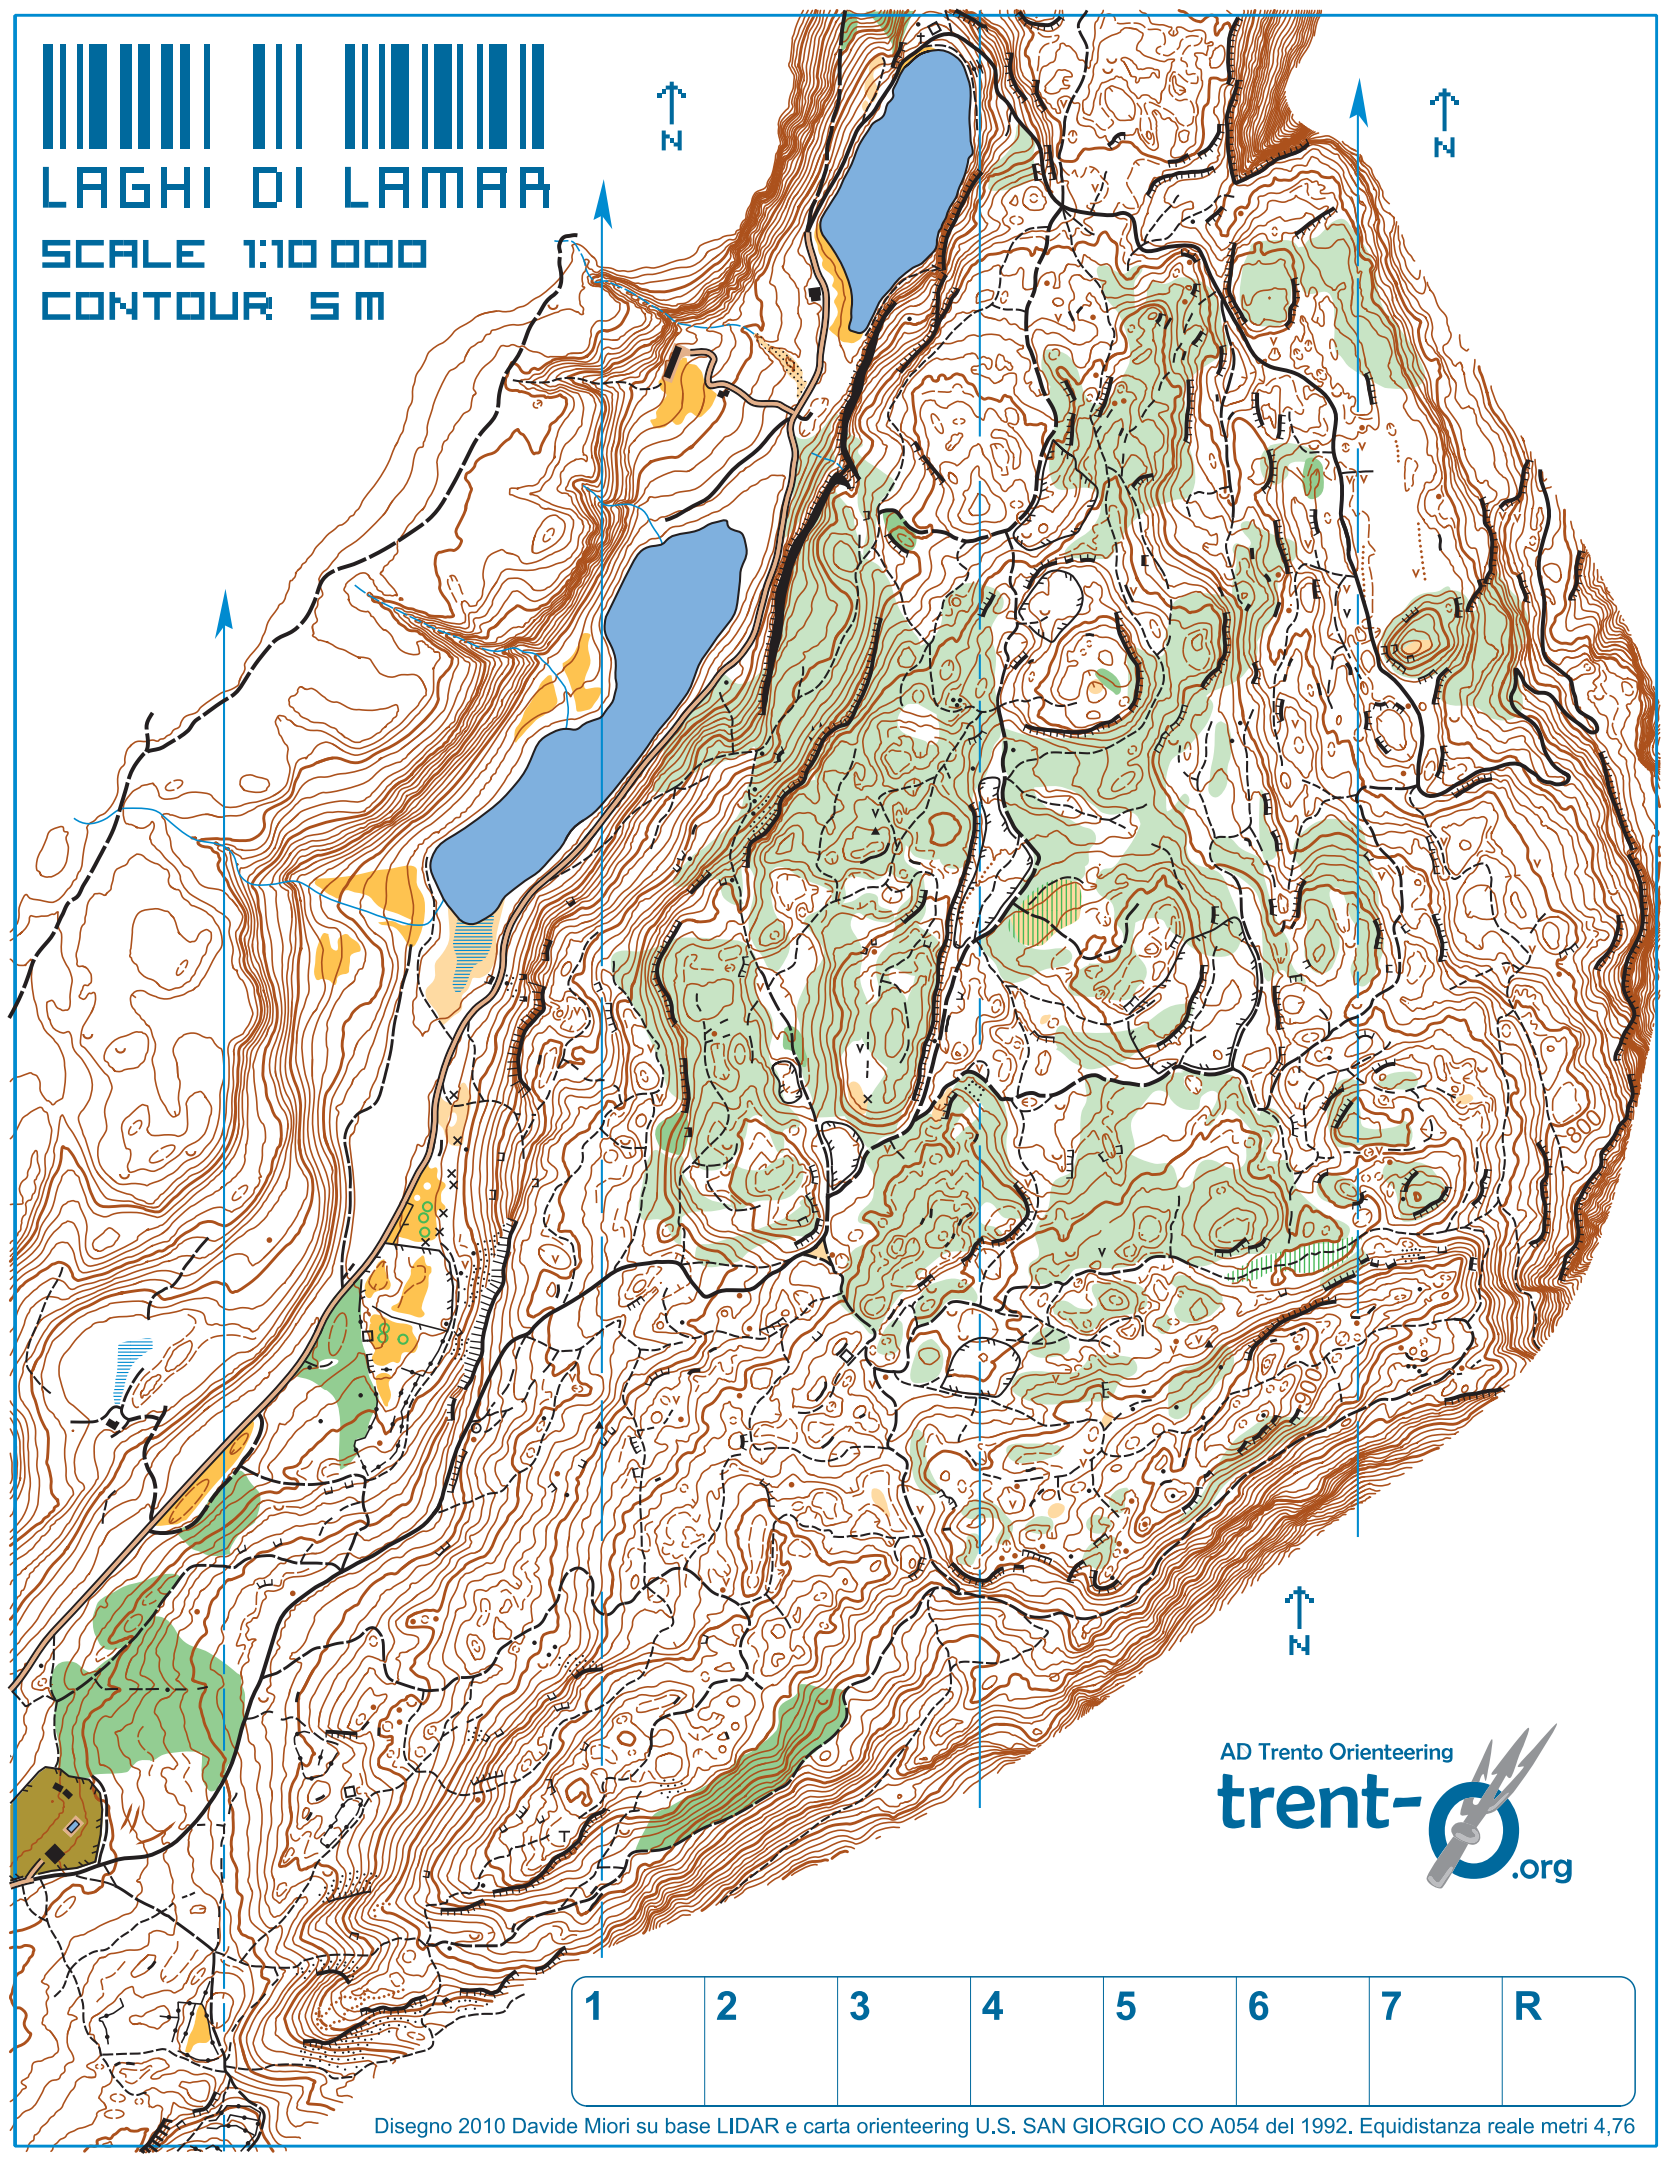 LAGHI DI LAMAR
SCALE 1:10 000
CONTOUR 5 M
N
N
800
900
N
AD Trento Orienteering
trent-O
.org
1 2 3 4 5 6 7 R
Disegno 2010 Davide Miori su base LIDAR e carta orienteering U.S. SAN GIORGIO CO A054 del 1992. Equidistanza reale metri 4,76